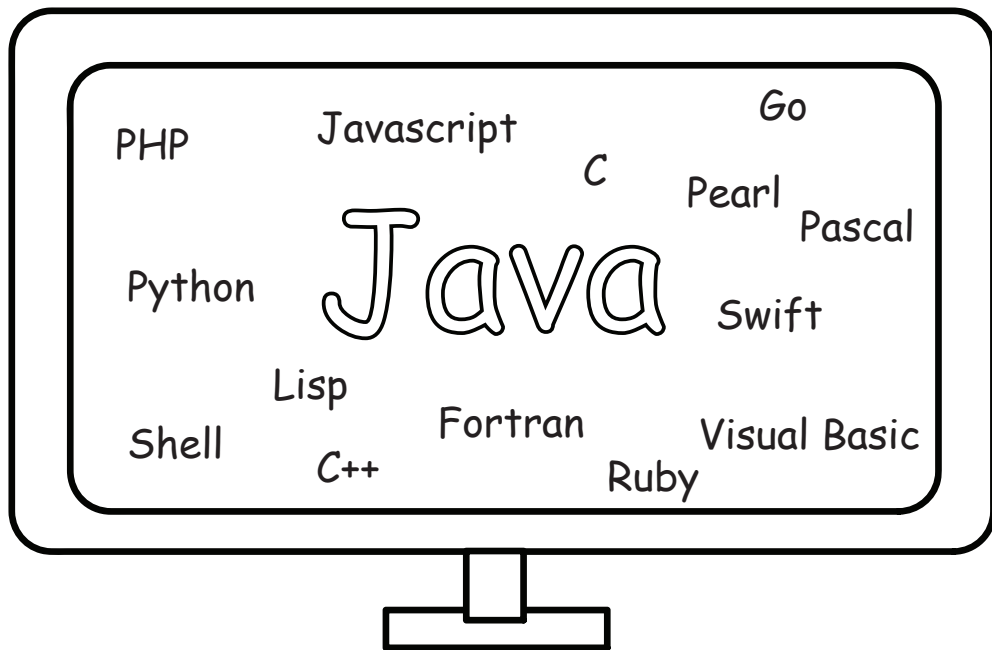 Go
PHP
Javascript
C
Pearl
Pascal
Java
Python
Swift
Lisp
Fortran
Visual Basic
Shell
C++
Ruby